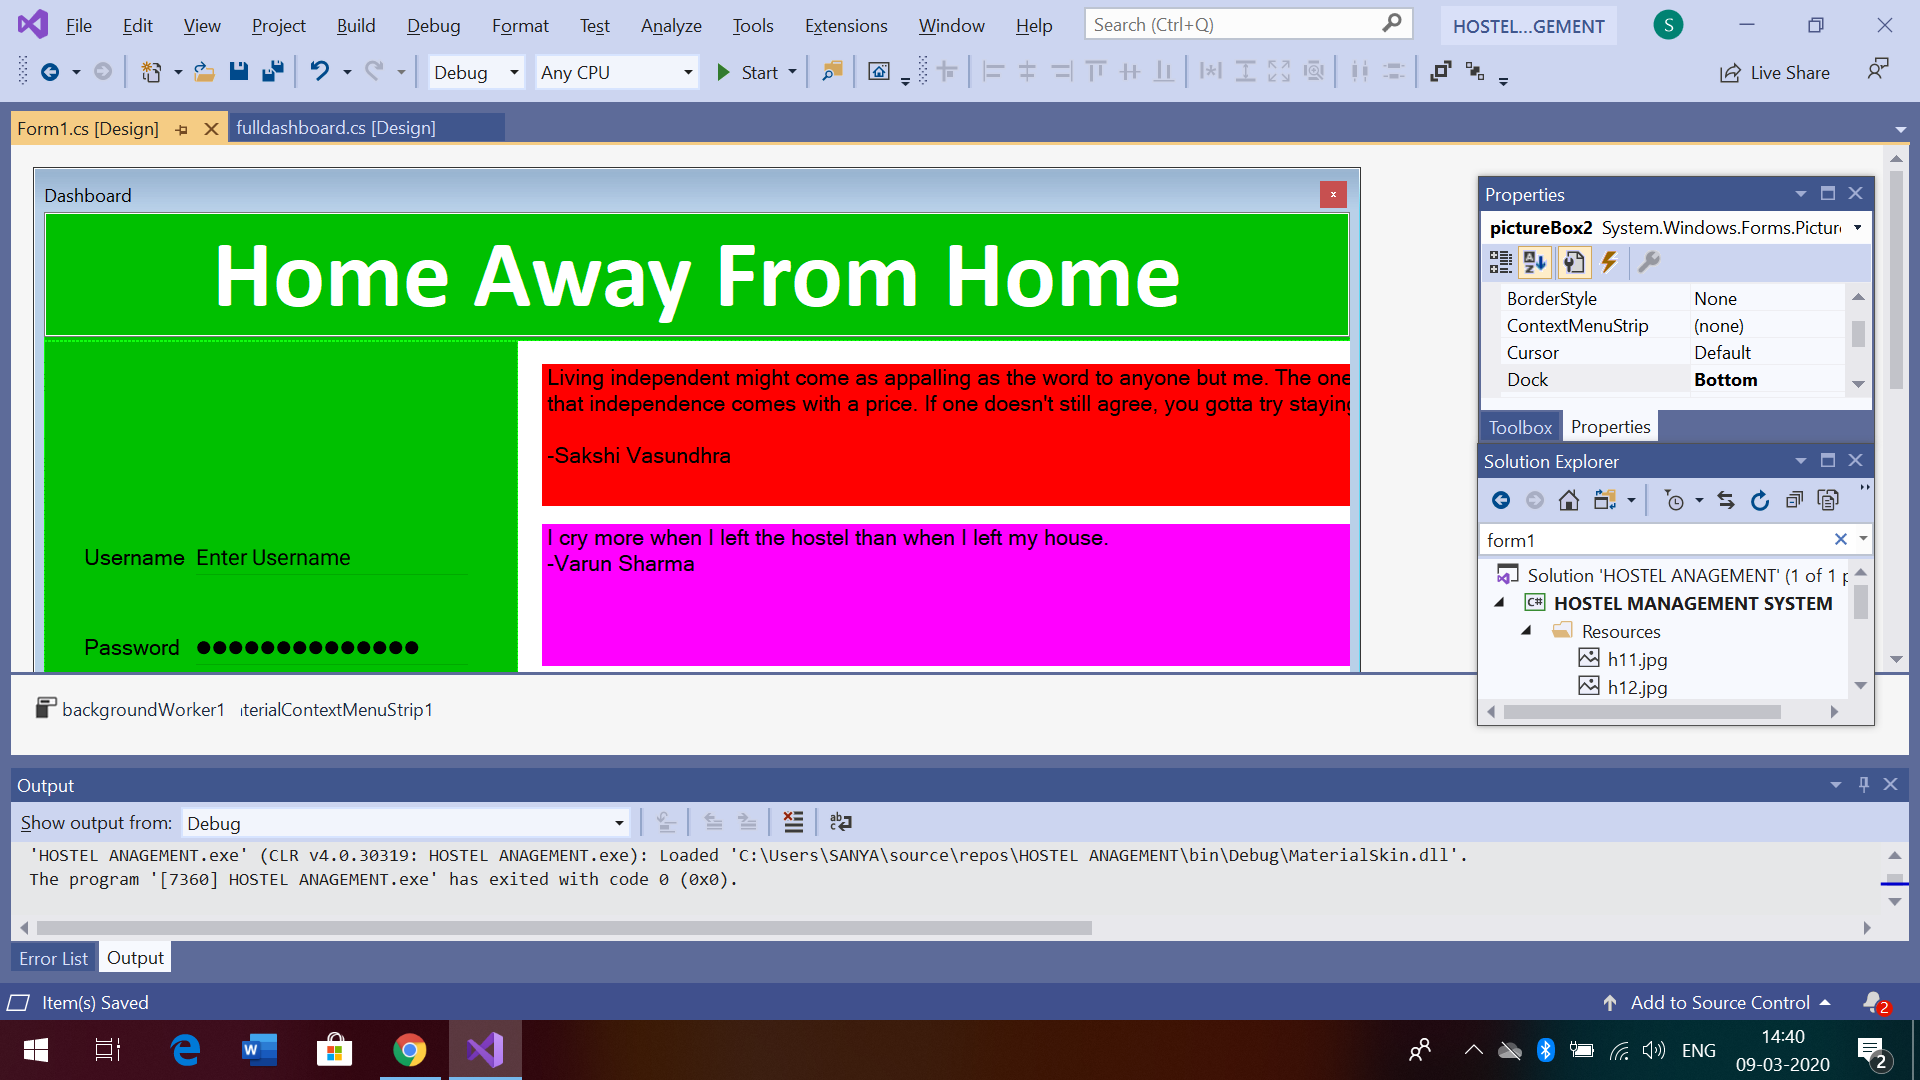 File Edit View Project Build Debug Format Test Analyze Tools Extensions Window Help Search (Ctrl+Q) HOSTEL...GEMENT S
Debug Any CPU Start Live Share
Form1.cs [Design] fulldashboard.cs [Design]
Dashboard
Home Away From Home
Living independent might come as appalling as the word to anyone but me. The one
that independence comes with a price. If one doesn't still agree, you gotta try staying
-Sakshi Vasundhra
I cry more when I left the hostel than when I left my house.
-Varun Sharma
Username Enter Username
Password
backgroundWorker1 terialContextMenuStrip1
Properties
pictureBox2 System.Windows.Forms.Pictur
BorderStyle None
ContextMenuStrip (none)
Cursor Default
Dock Bottom
Toolbox Properties
Solution Explorer
form1
Solution 'HOSTEL ANAGEMENT' (1 of 1 p
C# HOSTEL MANAGEMENT SYSTEM
Resources
h11.jpg
h12.jpg
Output
Show output from: Debug
'HOSTEL ANAGEMENT.exe' (CLR v4.0.30319: HOSTEL ANAGEMENT.exe): Loaded 'C:\Users\SANYA\source\repos\HOSTEL ANAGEMENT\bin\Debug\MaterialSkin.dll'.
The program '[7360] HOSTEL ANAGEMENT.exe' has exited with code 0 (0x0).
Error List Output
Item(s) Saved Add to Source Control 2
ENG 14:40
09-03-2020 2